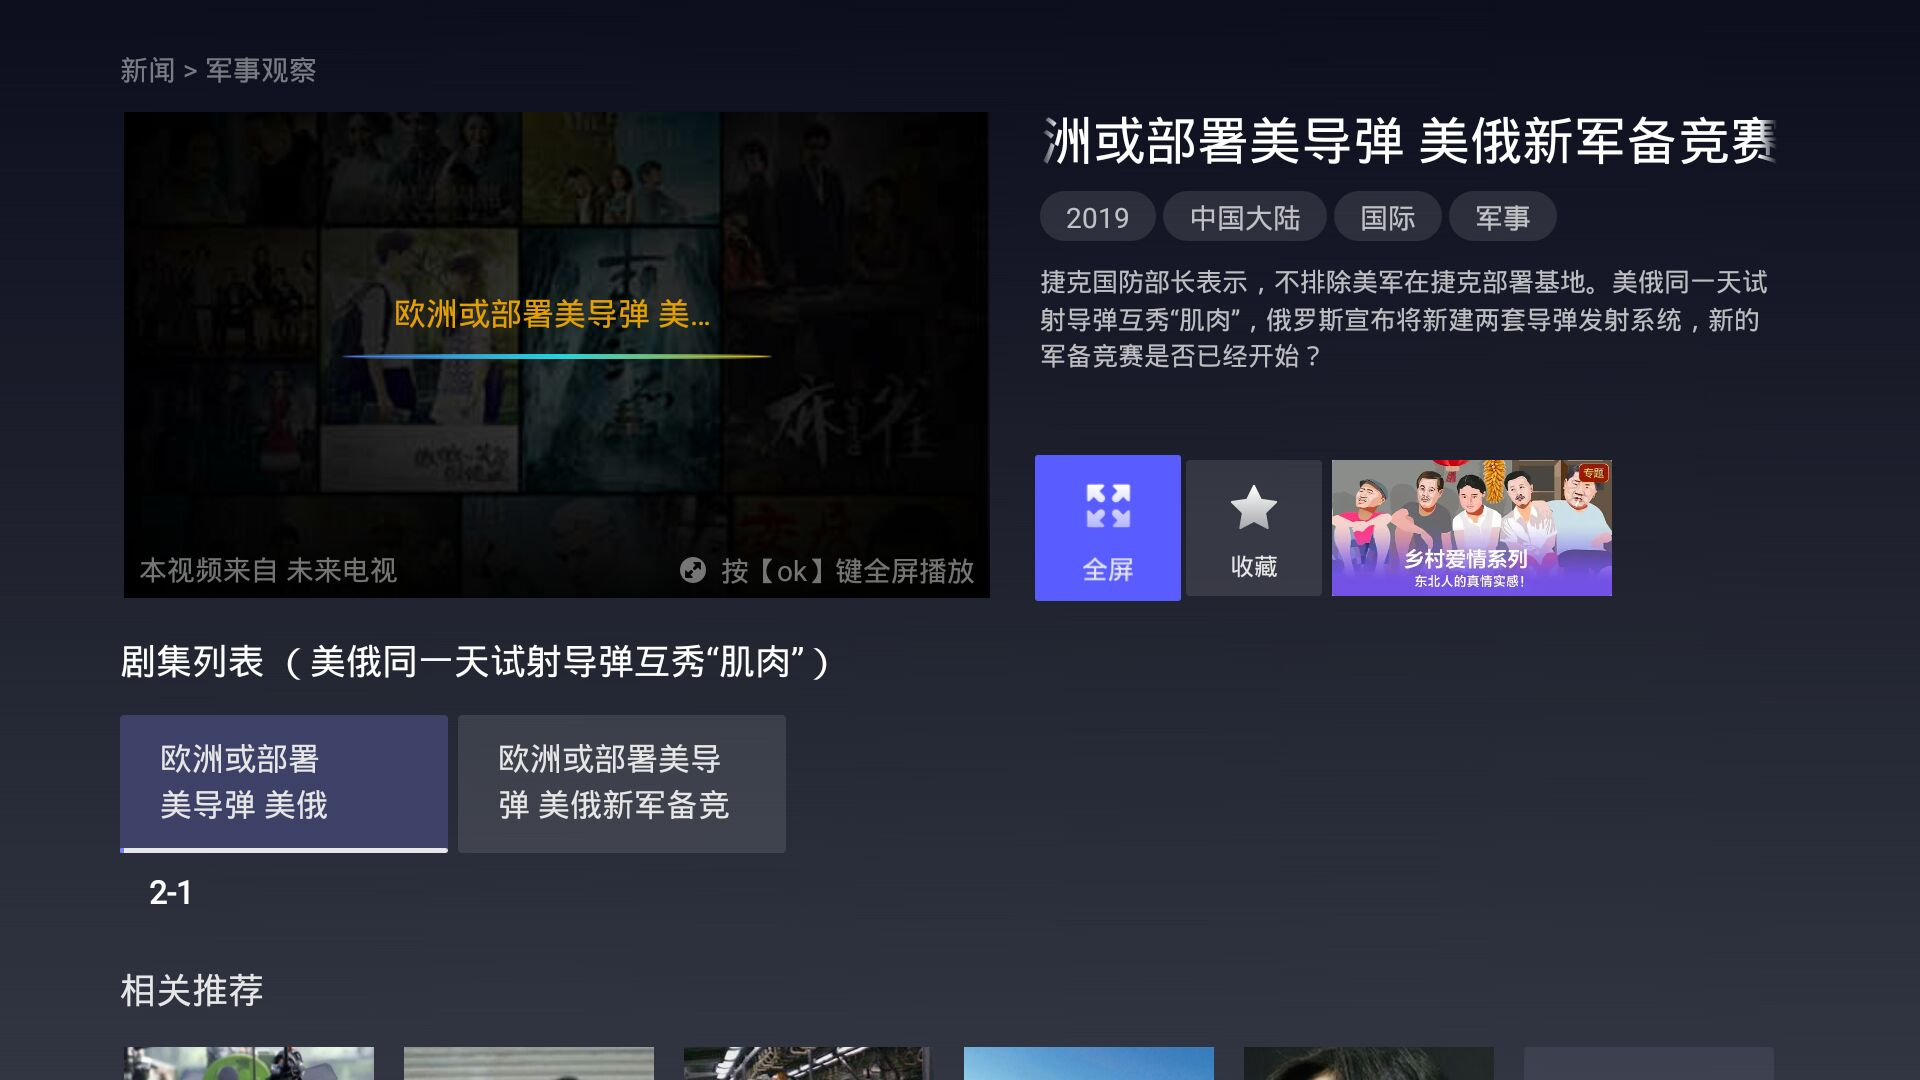 新闻 > 军事观察
洲或部署美导弹 美俄新军备竞赛
2019
中国大陆
国际
军事
捷克国防部长表示，不排除美军在捷克部署基地。美俄同一天试
射导弹互秀“肌肉”，俄罗斯宣布将新建两套导弹发射系统，新的
军备竞赛是否已经开始？
欧洲或部署美导弹 美...
麻雀
本视频来自 未来电视
按【ok】键全屏播放
全屏
收藏
专题
乡村爱情系列
东北人的真情实感！
剧集列表 （美俄同一天试射导弹互秀“肌肉”）
欧洲或部署
美导弹 美俄
欧洲或部署美导
弹 美俄新军备竞
2-1
相关推荐